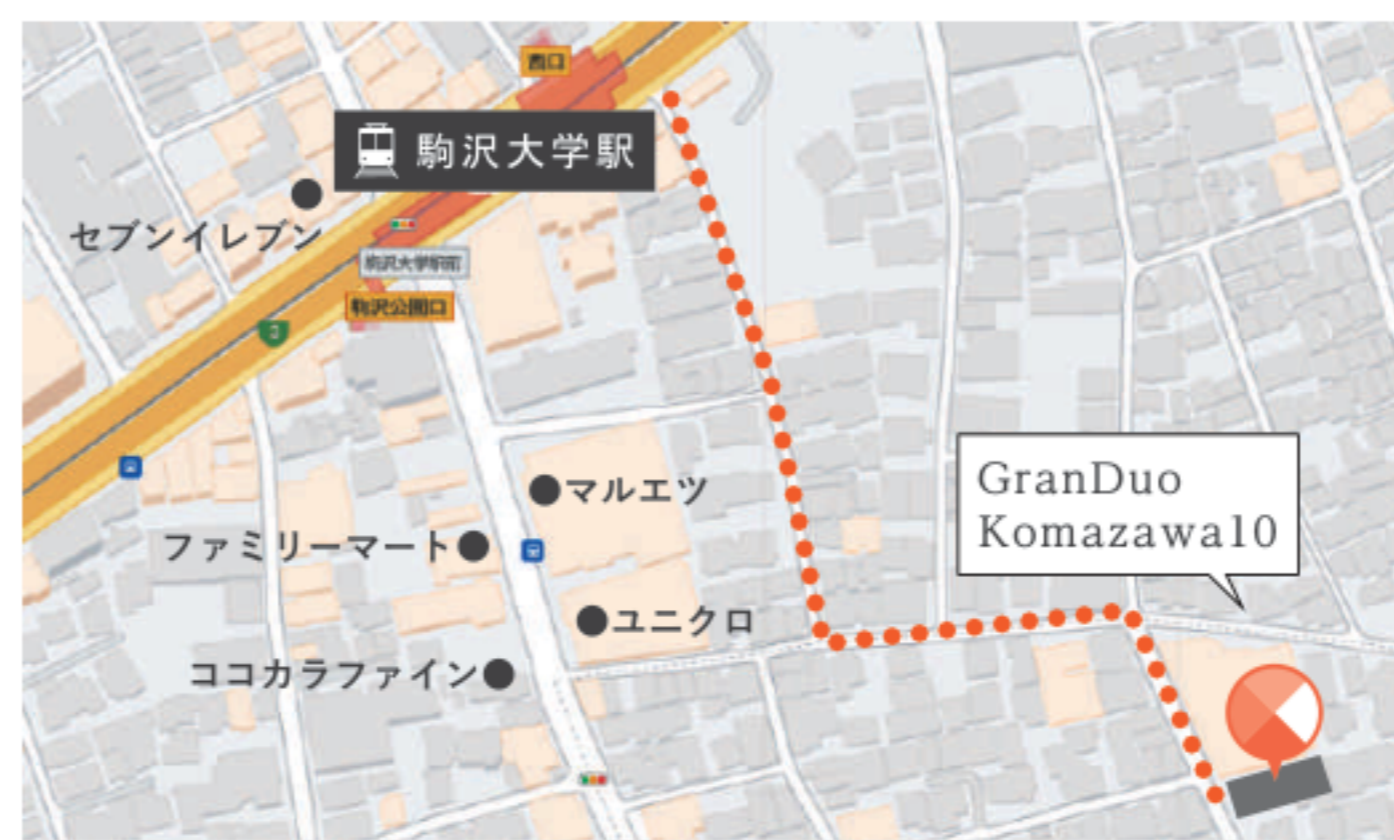 西口
駒沢大学駅
セブンイレブン
駒沢大学駅前
駒沢公園口
3
マルエツ
GranDuo
Komazawa10
ファミリーマート
ユニクロ
ココカラファイン